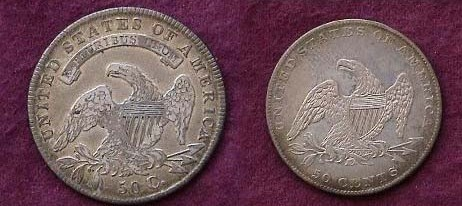 UNITED STATES OF AMERICA
E PLURIBUS UNUM
50 C.
UNITED STATES OF AMERICA
50 CENTS